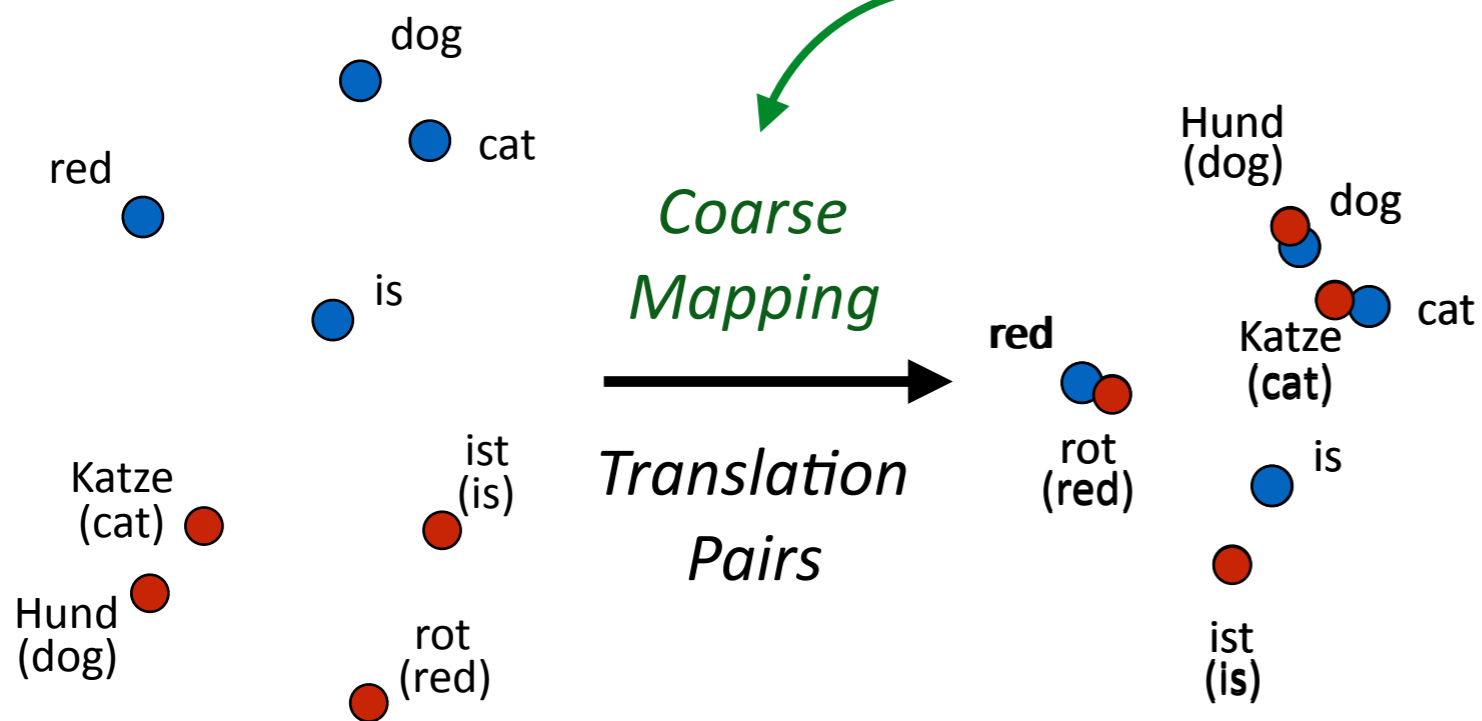 dog
cat
red
is
Katze
(cat)
ist
(is)
Hund
(dog)
rot
(red)
Coarse
Mapping
Translation
Pairs
Hund
(dog)
dog
cat
Katze
(cat)
red
rot
(red)
is
ist
(is)